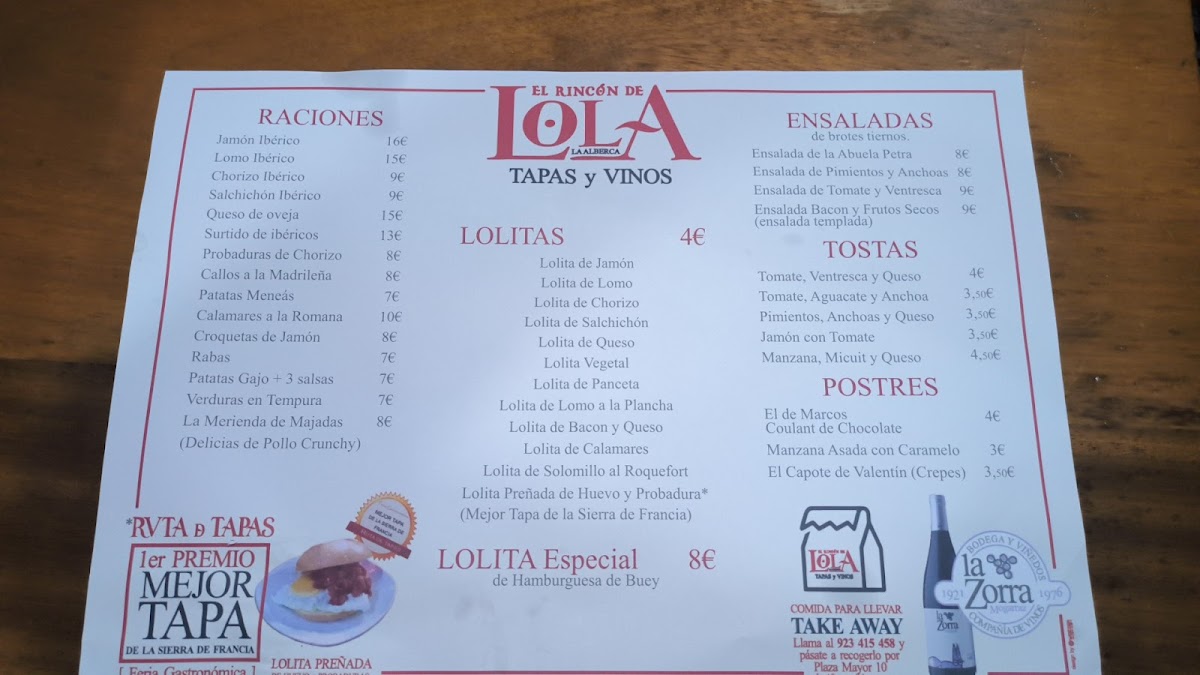 EL RINCÓN DE
LOLA
LA ALBERCA
TAPAS y VINOS
RACIONES
Jamón Ibérico 16€
Lomo Ibérico 15€
Chorizo Ibérico 9€
Salchichón Ibérico 9€
Queso de oveja 15€
Surtido de ibéricos 13€
Probaduras de Chorizo 8€
Callos a la Madrileña 8€
Patatas Meneás 7€
Calamares a la Romana 10€
Croquetas de Jamón 8€
Rabas 7€
Patatas Gajo + 3 salsas 7€
Verduras en Tempura 7€
La Merienda de Majadas 8€
(Delicias de Pollo Crunchy)
*RVTA D TAPAS
1er PREMIO
MEJOR
TAPA
DE LA SIERRA DE FRANCIA
[ Feria Gastronómica ]
MEJOR TAPA
DE LA SIERRA DE
FRANCIA
LOLITA PREÑADA
LOLITAS 4€
Lolita de Jamón
Lolita de Lomo
Lolita de Chorizo
Lolita de Salchichón
Lolita de Queso
Lolita Vegetal
Lolita de Panceta
Lolita de Lomo a la Plancha
Lolita de Bacon y Queso
Lolita de Calamares
Lolita de Solomillo al Roquefort
Lolita Preñada de Huevo y Probadura*
(Mejor Tapa de la Sierra de Francia)
LOLITA Especial 8€
de Hamburguesa de Buey
ENSALADAS
de brotes tiernos.
Ensalada de la Abuela Petra 8€
Ensalada de Pimientos y Anchoas 8€
Ensalada de Tomate y Ventresca 9€
Ensalada Bacon y Frutos Secos 9€
(ensalada templada)
TOSTAS
Tomate, Ventresca y Queso 4€
Tomate, Aguacate y Anchoa 3,50€
Pimientos, Anchoas y Queso 3,50€
Jamón con Tomate 3,50€
Manzana, Micuit y Queso 4,50€
POSTRES
El de Marcos 4€
Coulant de Chocolate
Manzana Asada con Caramelo 3€
El Capote de Valentín (Crepes) 3,50€
EL RINCÓN DE
LOLA
TAPAS y VINOS
COMIDA PARA LLEVAR
TAKE AWAY
Llama al 923 415 458 y
pásate a recogerlo por
Plaza Mayor 10
la Zorra
BODEGA Y VIÑEDOS
la
Zorra
Mogarraz
1921 1976
COMPAÑIA DE VINOS